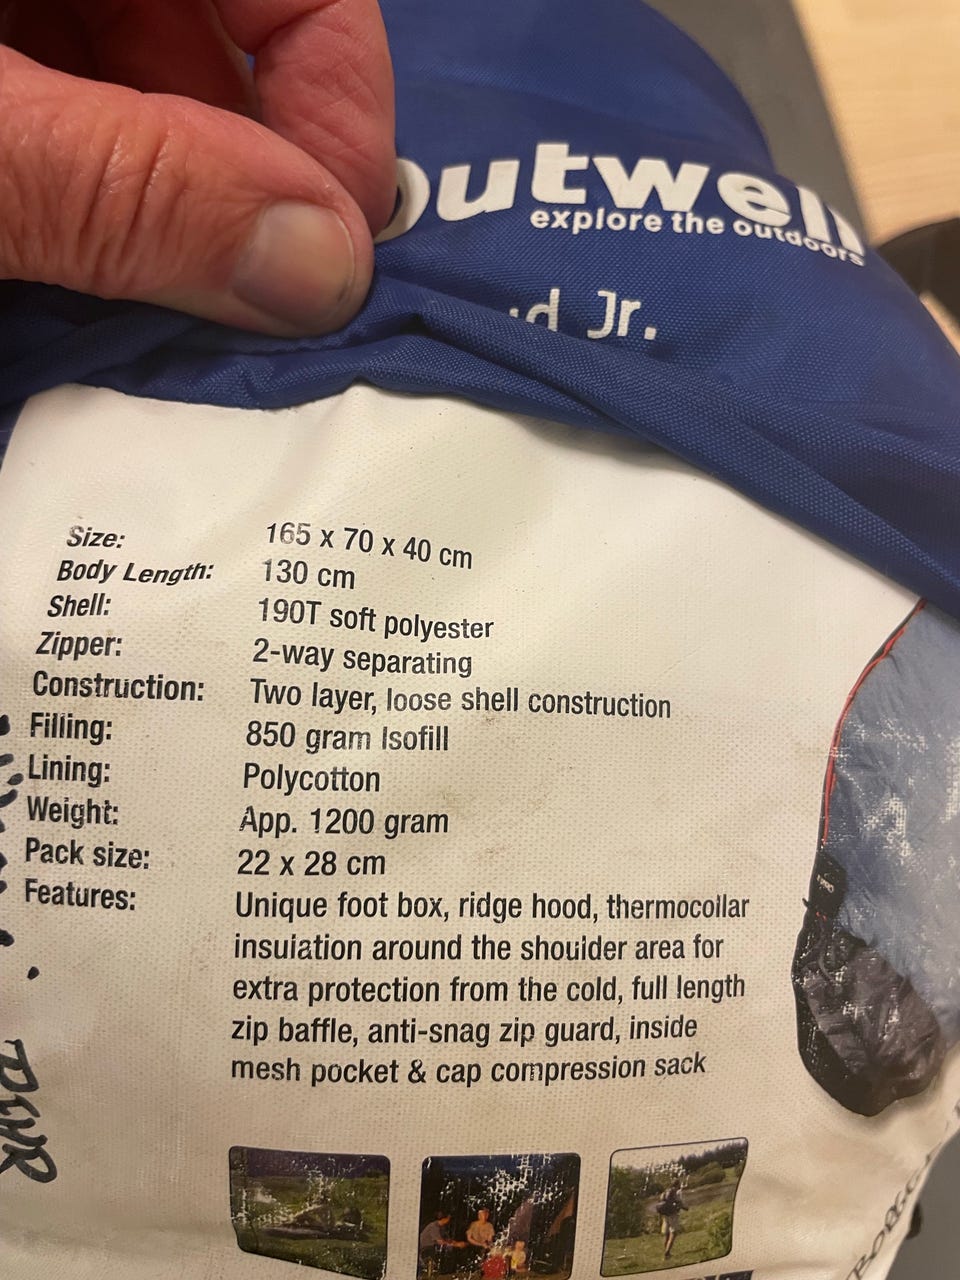 outwell
explore the outdoors
d Jr.
Size: 165 x 70 x 40 cm
Body Length: 130 cm
Shell: 190T soft polyester
Zipper: 2-way separating
Construction: Two layer, loose shell construction
Filling: 850 gram Isofill
Lining: Polycotton
Weight: App. 1200 gram
Pack size: 22 x 28 cm
Features: Unique foot box, ridge hood, thermocollar
insulation around the shoulder area for
extra protection from the cold, full length
zip baffle, anti-snag zip guard, inside
mesh pocket & cap compression sack